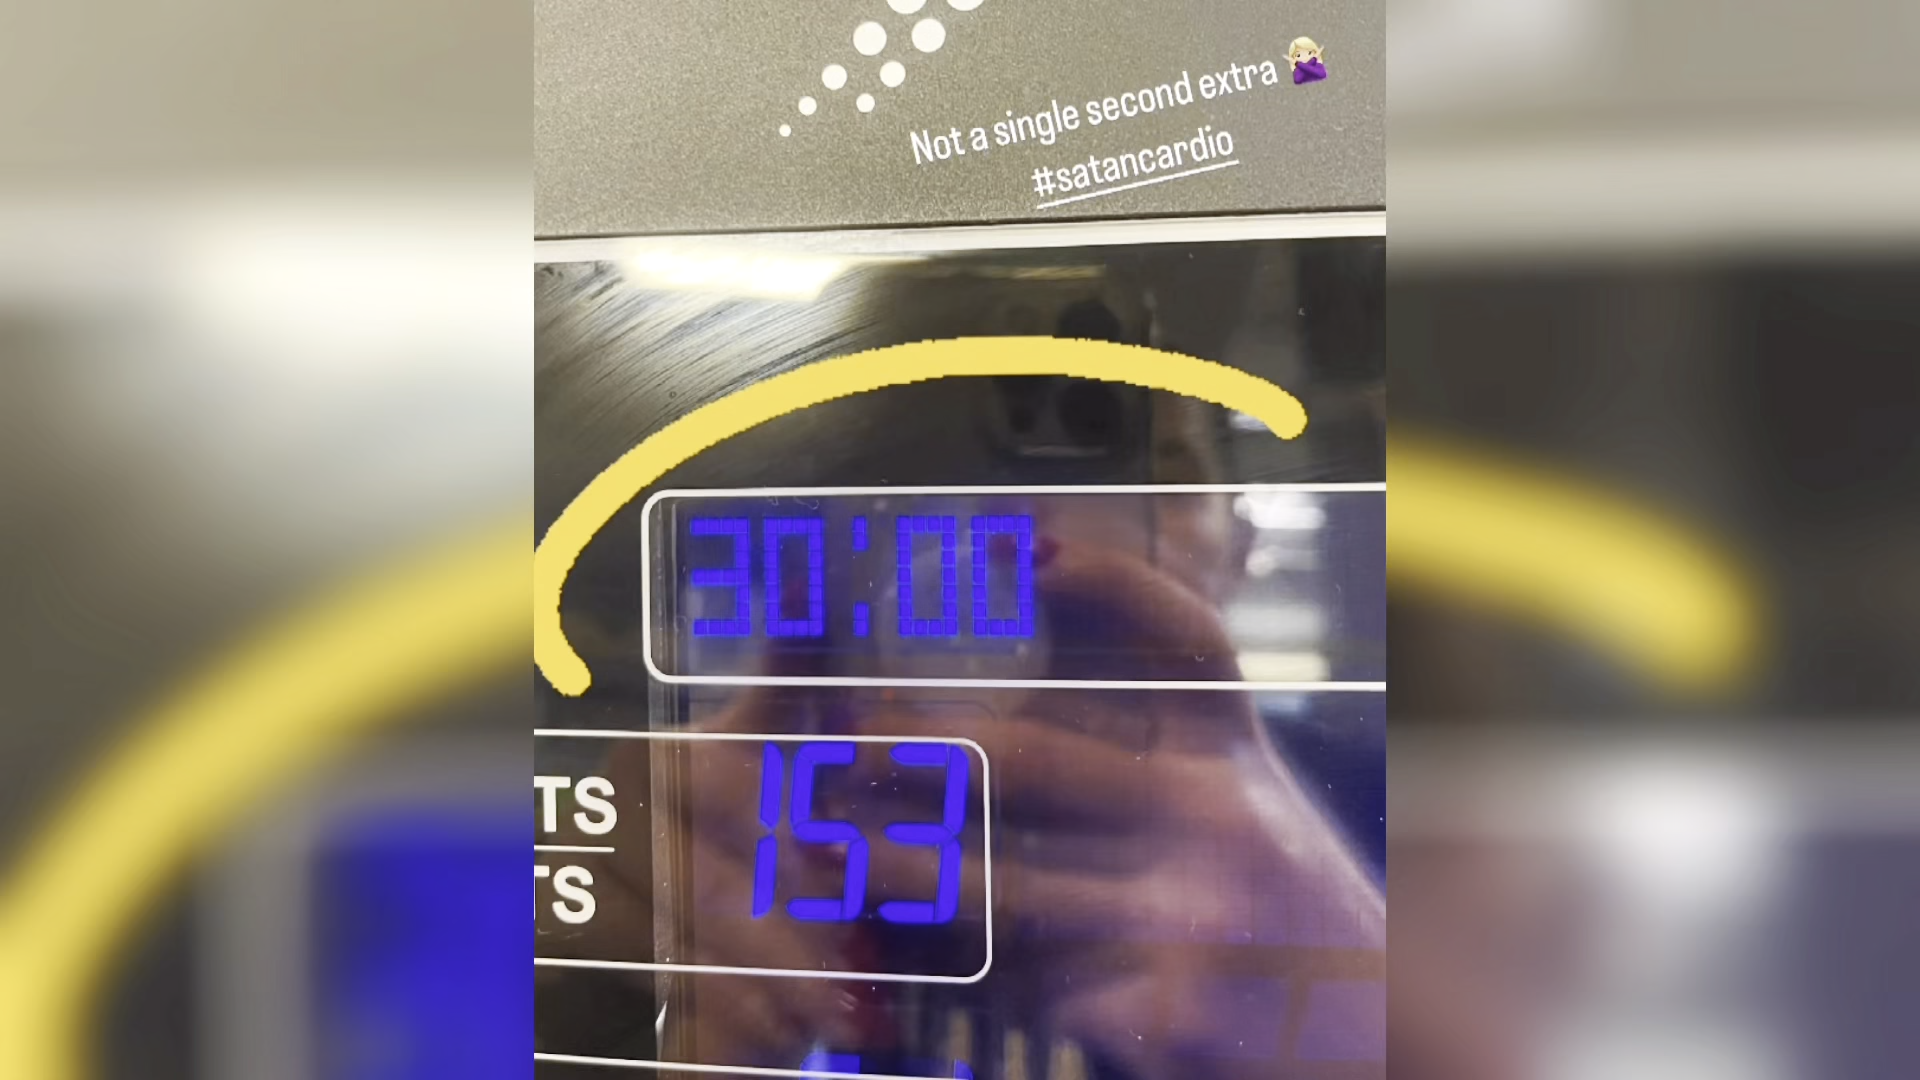 Not a single second extra 🙅🏼‍♀️
#satancardio
30:00
153
TS
TS